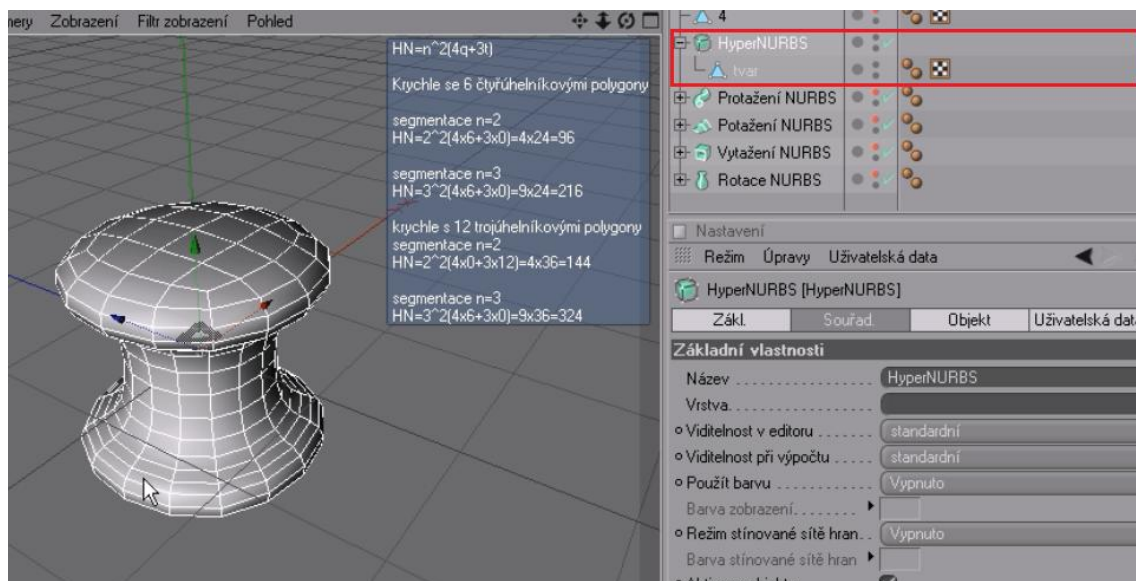 nery Zobrazení Filtr zobrazení Pohled
HN=n^2(4q+3t)
Krychle se 6 čtyřúhelníkovými polygony
segmentace n=2
HN=2^2(4x6+3x0)=4x24=96
segmentace n=3
HN=3^2(4x6+3x0)=9x24=216
krychle s 12 trojúhelníkovými polygony
segmentace n=2
HN=2^2(4x0+3x12)=4x36=144
segmentace n=3
HN=3^2(4x6+3x0)=9x36=324
4
HyperNURBS
tvar
Protažení NURBS
Potažení NURBS
Vytažení NURBS
Rotace NURBS
Nastavení
Režim Úpravy Uživatelská data
HyperNURBS [HyperNURBS]
Zákl. Souřad. Objekt Uživatelská data
Základní vlastnosti
Název HyperNURBS
Vrstva
Viditelnost v editoru standardní
Viditelnost při výpočtu standardní
Použít barvu Vypnuto
Barva zobrazení
Režim stínované sítě hran Vypnuto
Barva stínované sítě hran